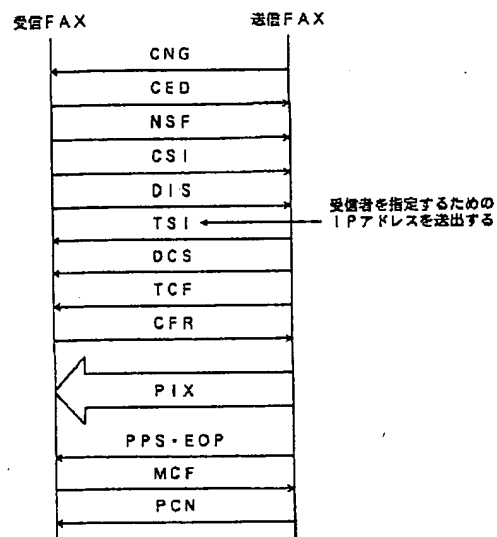 受信FAX
送信FAX
CNG
CED
NSF
CSI
DIS
TSI
受信者を指定するための
IPアドレスを送出する
DCS
TCF
CFR
PIX
PPS・EOP
MCF
PCN